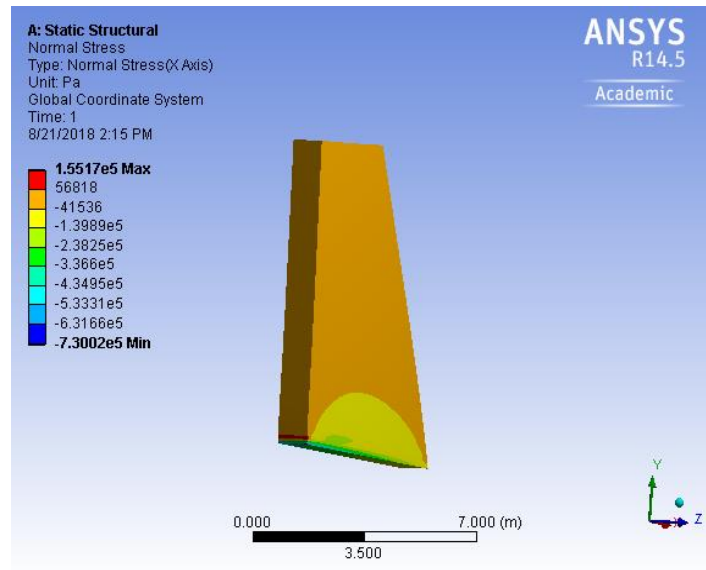 A: Static Structural
Normal Stress
Type: Normal Stress(X Axis)
Unit: Pa
Global Coordinate System
Time: 1
8/21/2018 2:15 PM
ANSYS
R14.5
Academic
1.5517e5 Max
56818
-41536
-1.3989e5
-2.3825e5
-3.366e5
-4.3495e5
-5.3331e5
-6.3166e5
-7.3002e5 Min
Y
Z
0.000 7.000 (m)
3.500